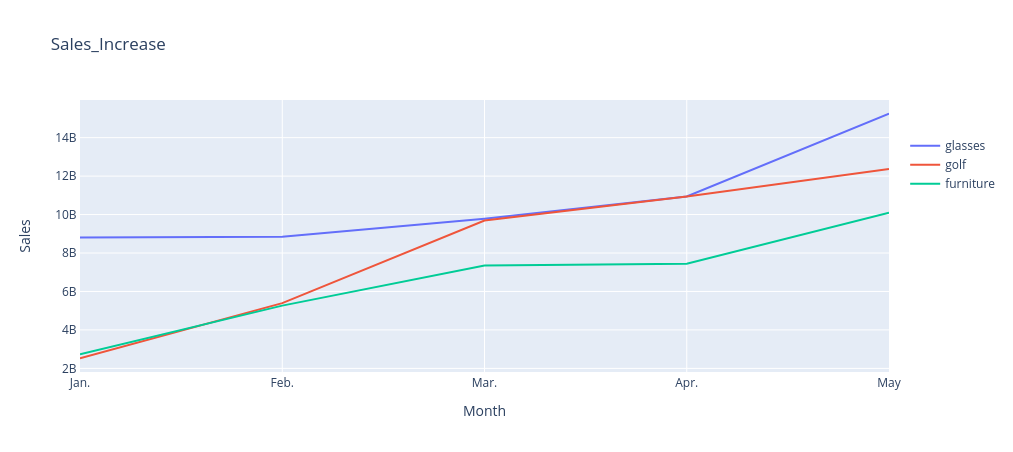 Sales_Increase
14B
12B
10B
8B
6B
4B
2B
Sales
Jan.
Feb.
Mar.
Apr.
May
Month
glasses
golf
furniture